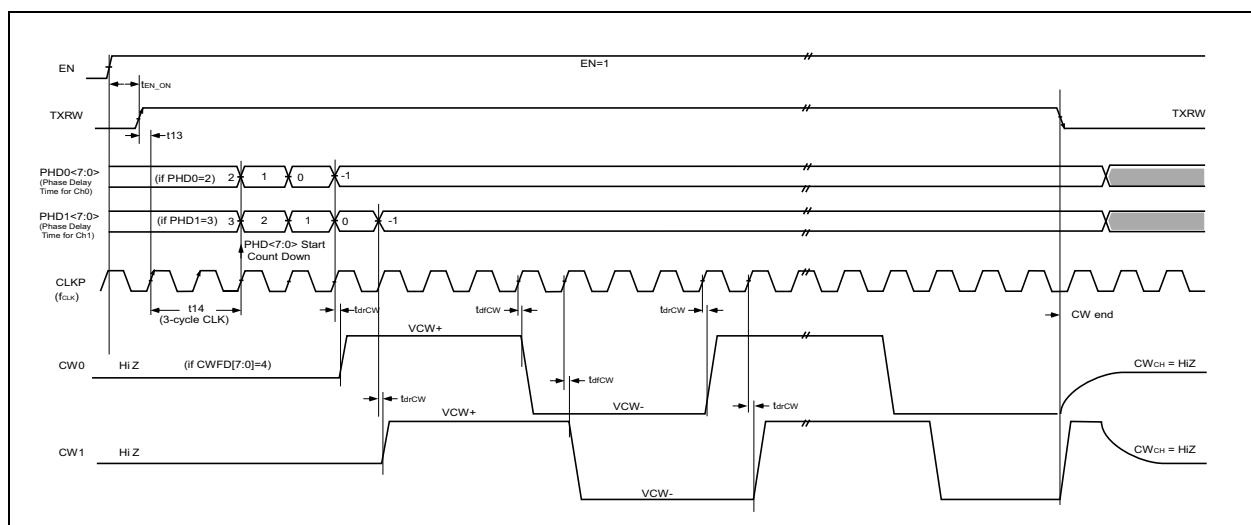 EN
EN=1
tEN_ON
TXRW
TXRW
t13
PHD0<7:0>
(Phase Delay
Time for Ch0)
(if PHD0=2)
2
1
0
-1
PHD1<7:0>
(Phase Delay
Time for Ch1)
(if PHD1=3)
3
2
1
0
-1
PHD<7:0> Start
Count Down
CLKP
(fCLK)
t14
(3-cycle CLK)
tdrCW
tdfCW
tdrCW
CW end
VCW+
CW0
Hi Z
(if CWFD[7:0]=4)
tdfCW
CWCH = HiZ
tdrCW
VCW+
VCW-
tdrCW
CW1
Hi Z
CWCH = HiZ
VCW-